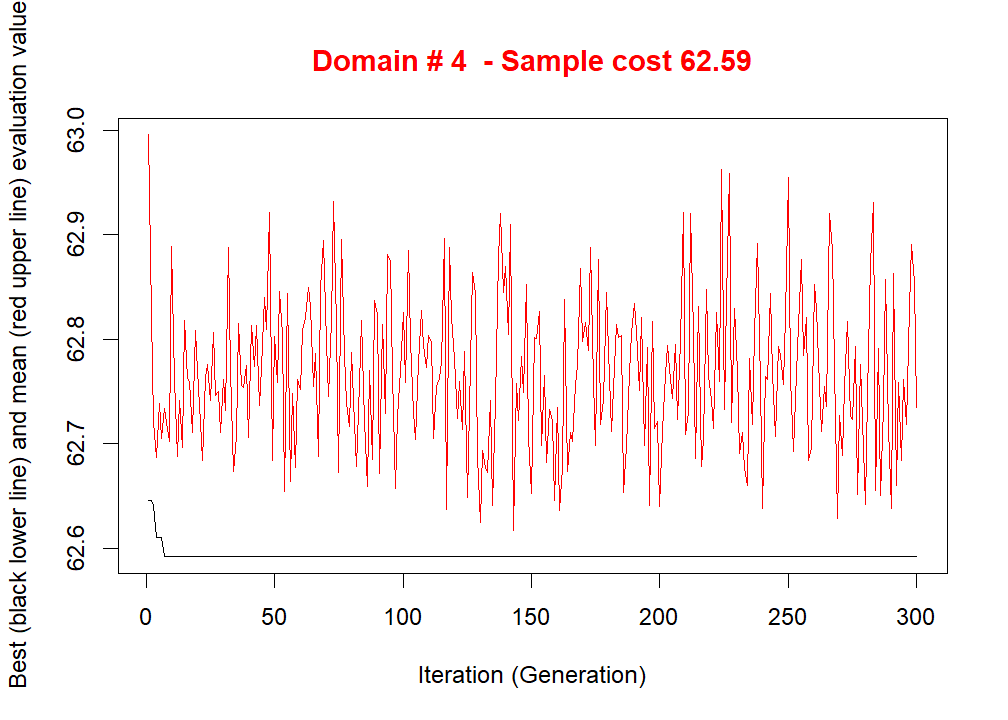 Domain # 4  - Sample cost 62.59
Best (black lower line) and mean (red upper line) evaluation value
63.0
62.9
62.8
62.7
62.6
0 50 100 150 200 250 300
Iteration (Generation)